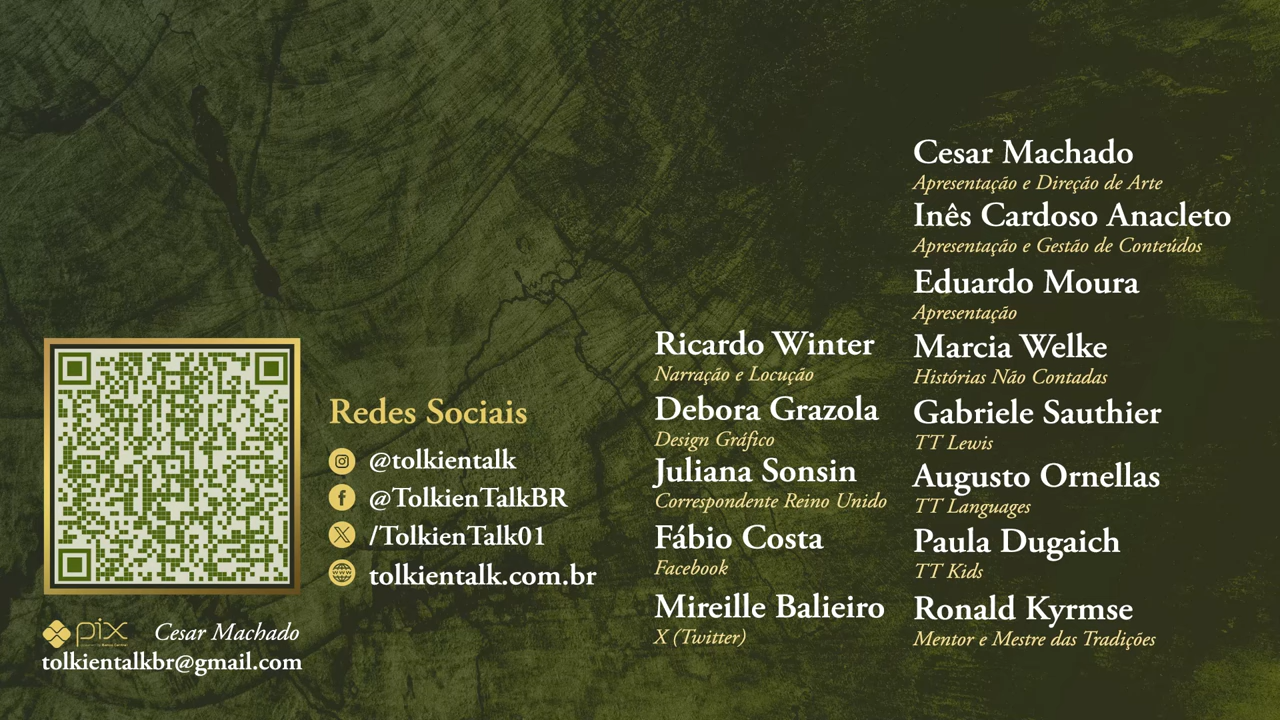 pix Cesar Machado
tolkientalkbr@gmail.com
Redes Sociais
@tolkientalk
@TolkienTalkBR
/TolkienTalk01
tolkientalk.com.br
Ricardo Winter
Narração e Locução
Debora Grazola
Design Gráfico
Juliana Sonsin
Correspondente Reino Unido
Fábio Costa
Facebook
Mireille Balieiro
X (Twitter)
Cesar Machado
Apresentação e Direção de Arte
Inês Cardoso Anacleto
Apresentação e Gestão de Conteúdos
Eduardo Moura
Apresentação
Marcia Welke
Histórias Não Contadas
Gabriele Sauthier
TT Lewis
Augusto Ornellas
TT Languages
Paula Dugaich
TT Kids
Ronald Kyrmse
Mentor e Mestre das Tradições